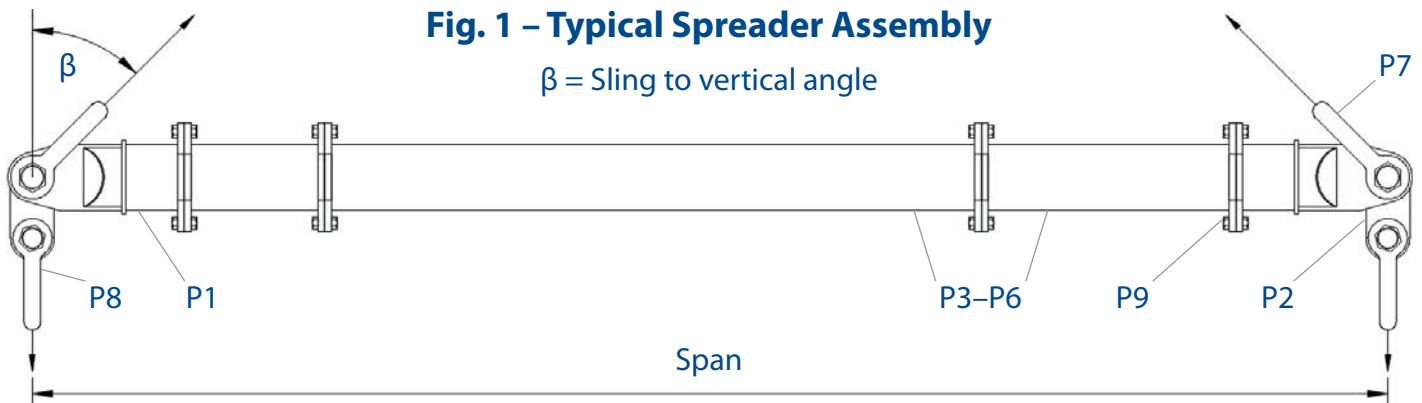 Fig. 1 – Typical Spreader Assembly
β
β = Sling to vertical angle
P7
P8
P1
P3–P6
P9
P2
Span